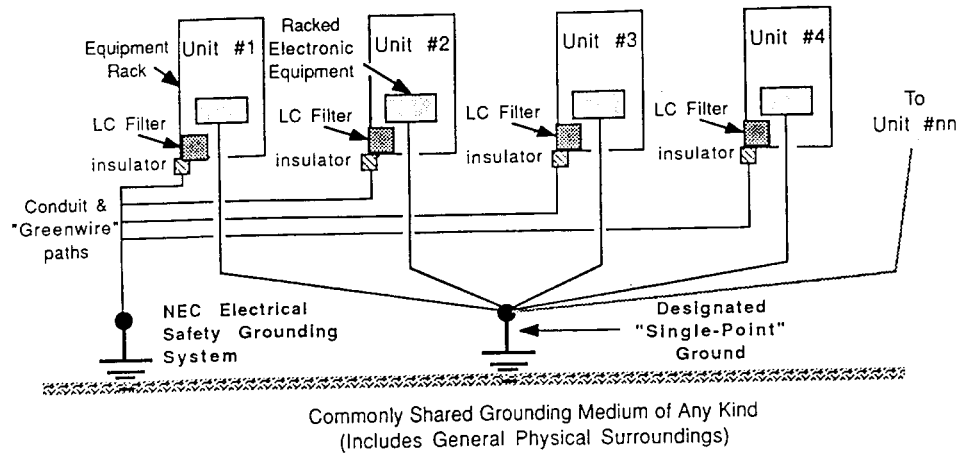 Equipment
Rack
Unit #1
Racked
Electronic
Equipment
Unit #2
Unit #3
Unit #4
To
Unit #nn
LC Filter
LC Filter
LC Filter
LC Filter
insulator
insulator
insulator
insulator
Conduit &
"Greenwire"
paths
NEC Electrical
Safety Grounding
System
Designated
"Single-Point"
Ground
Commonly Shared Grounding Medium of Any Kind
(Includes General Physical Surroundings)